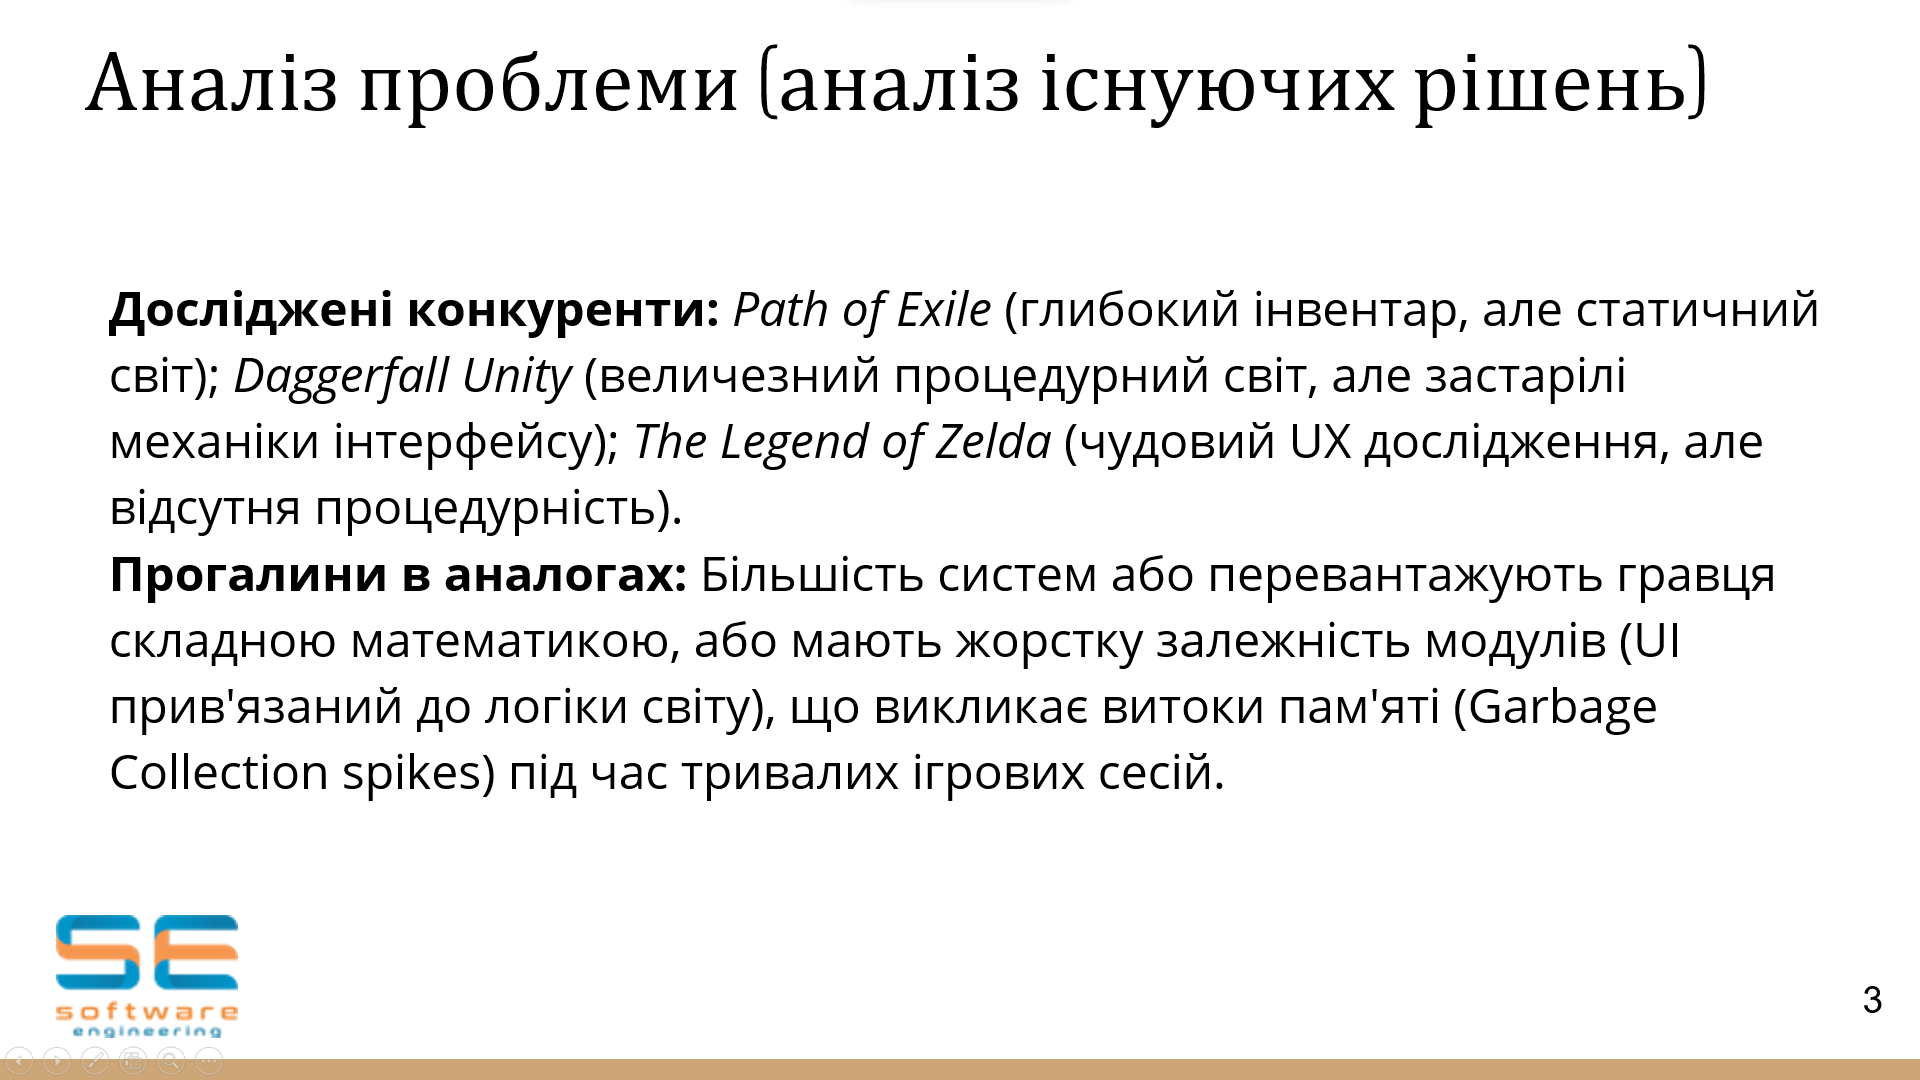 Аналіз проблеми (аналіз існуючих рішень)
Досліджені конкуренти: Path of Exile (глибокий інвентар, але статичний
світ); Daggerfall Unity (величезний процедурний світ, але застарілі
механіки інтерфейсу); The Legend of Zelda (чудовий UX дослідження, але
відсутня процедурність).
Прогалини в аналогах: Більшість систем або перевантажують гравця
складною математикою, або мають жорстку залежність модулів (UI
прив'язаний до логіки світу), що викликає витоки пам'яті (Garbage
Collection spikes) під час тривалих ігрових сесій.
SE
software
engineering
3